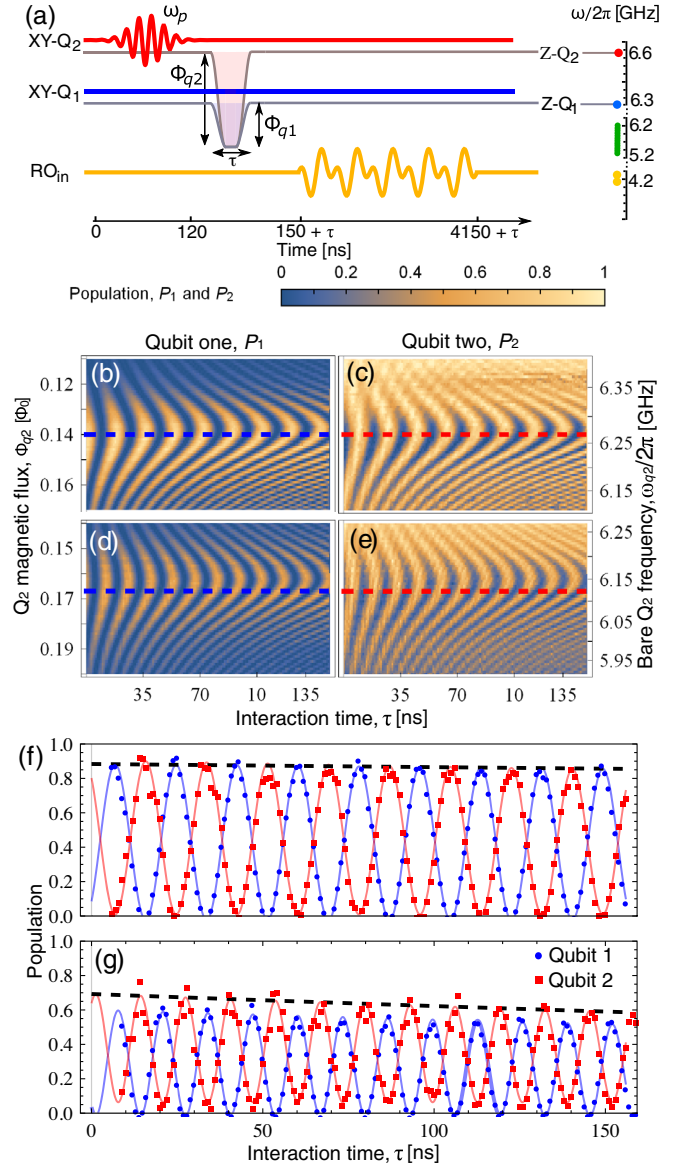 (a)
ω_p
ω/2π [GHz]
XY-Q₂
Z-Q₂
6.6
Φ_q2
XY-Q₁
Z-Q₁
6.3
Φ_q1
6.2
τ
5.2
RO_in
4.2
0
120
150 + τ
4150 + τ
Time [ns]
0 0.2 0.4 0.6 0.8 1
Population, P₁ and P₂
Qubit one, P₁
Qubit two, P₂
(b)
(c)
0.12
0.14
0.16
6.35
6.25
6.15
(d)
(e)
0.15
0.17
0.19
6.25
6.15
6.05
5.95
Q₂ magnetic flux, Φ_q2 [Φ₀]
Bare Q₂ frequency, ω_q2/2π [GHz]
35 70 10 135
35 70 10 135
Interaction time, τ [ns]
(f)
1.0
0.8
0.6
0.4
0.2
0.0
(g)
1.0
0.8
0.6
0.4
0.2
0.0
Population
Qubit 1
Qubit 2
0 50 100 150
Interaction time, τ [ns]